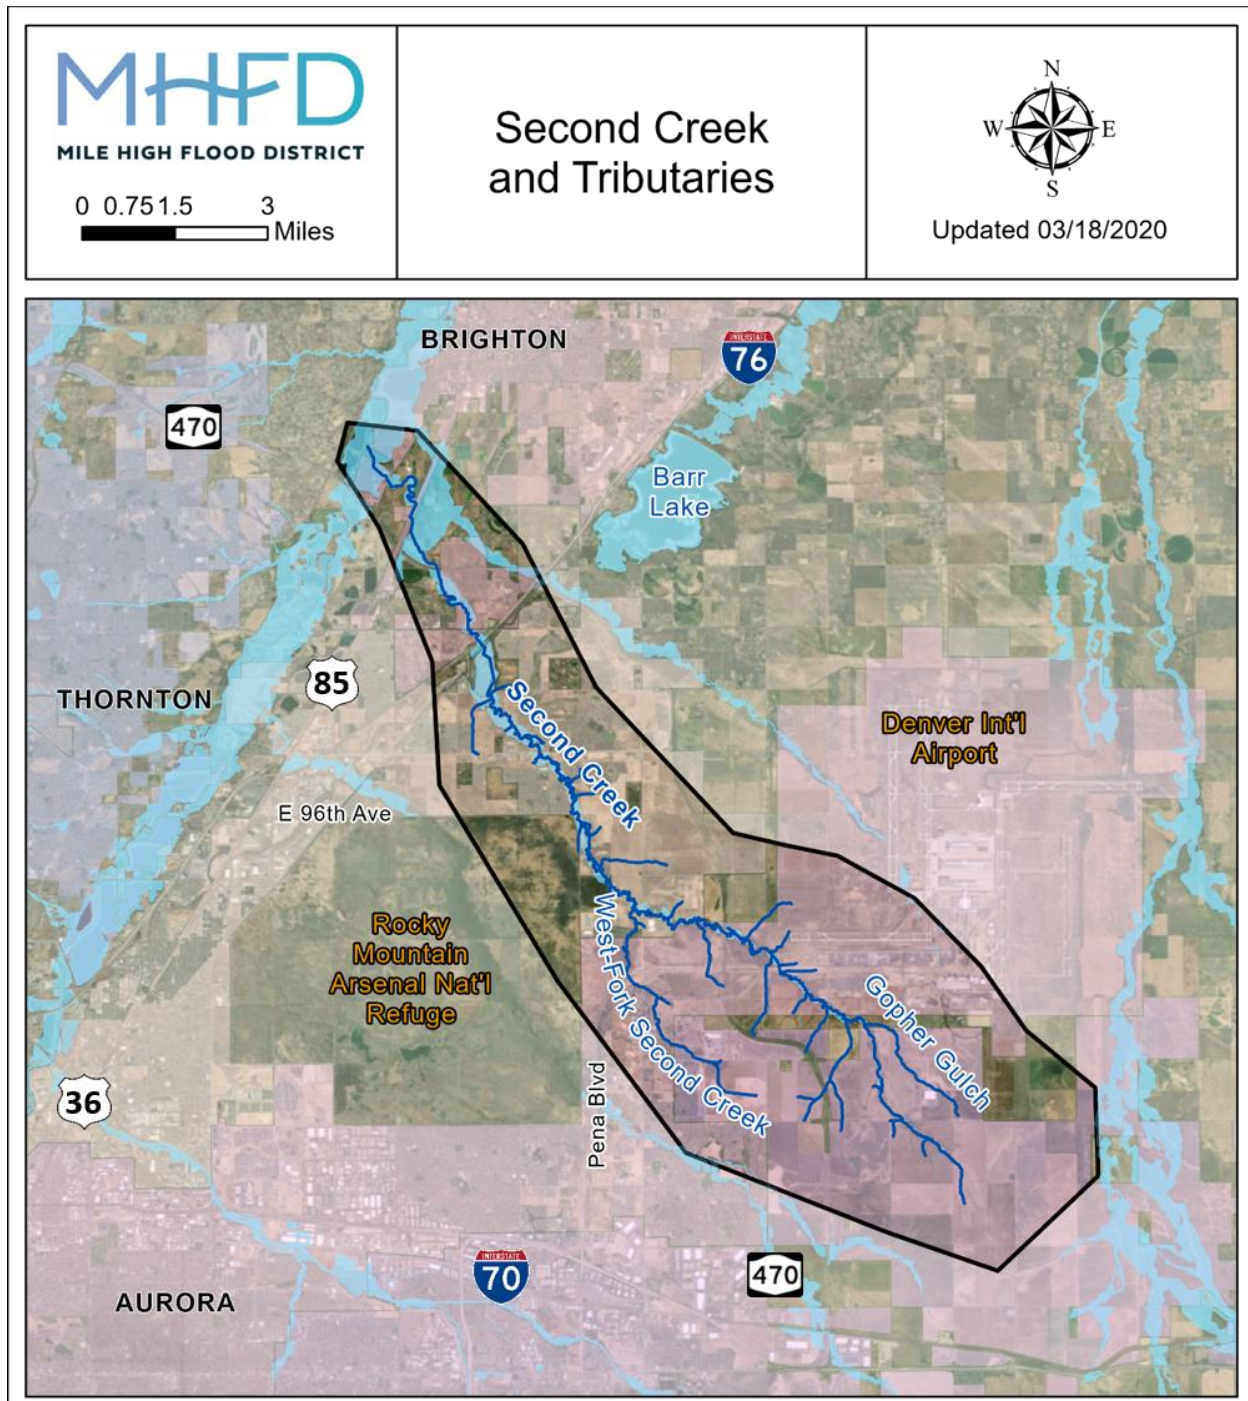 MHFD
MILE HIGH FLOOD DISTRICT
0 0.75 1.5 3
Miles
Second Creek
and Tributaries
N
W E
S
Updated 03/18/2020
BRIGHTON
INTERSTATE
76
470
Barr
Lake
85
THORNTON
Second Creek
Denver Int'l
Airport
E 96th Ave
Rocky
Mountain
Arsenal Nat'l
Refuge
West-Fork Second Creek
Gopher Gulch
36
Pena Blvd
INTERSTATE
70
470
AURORA